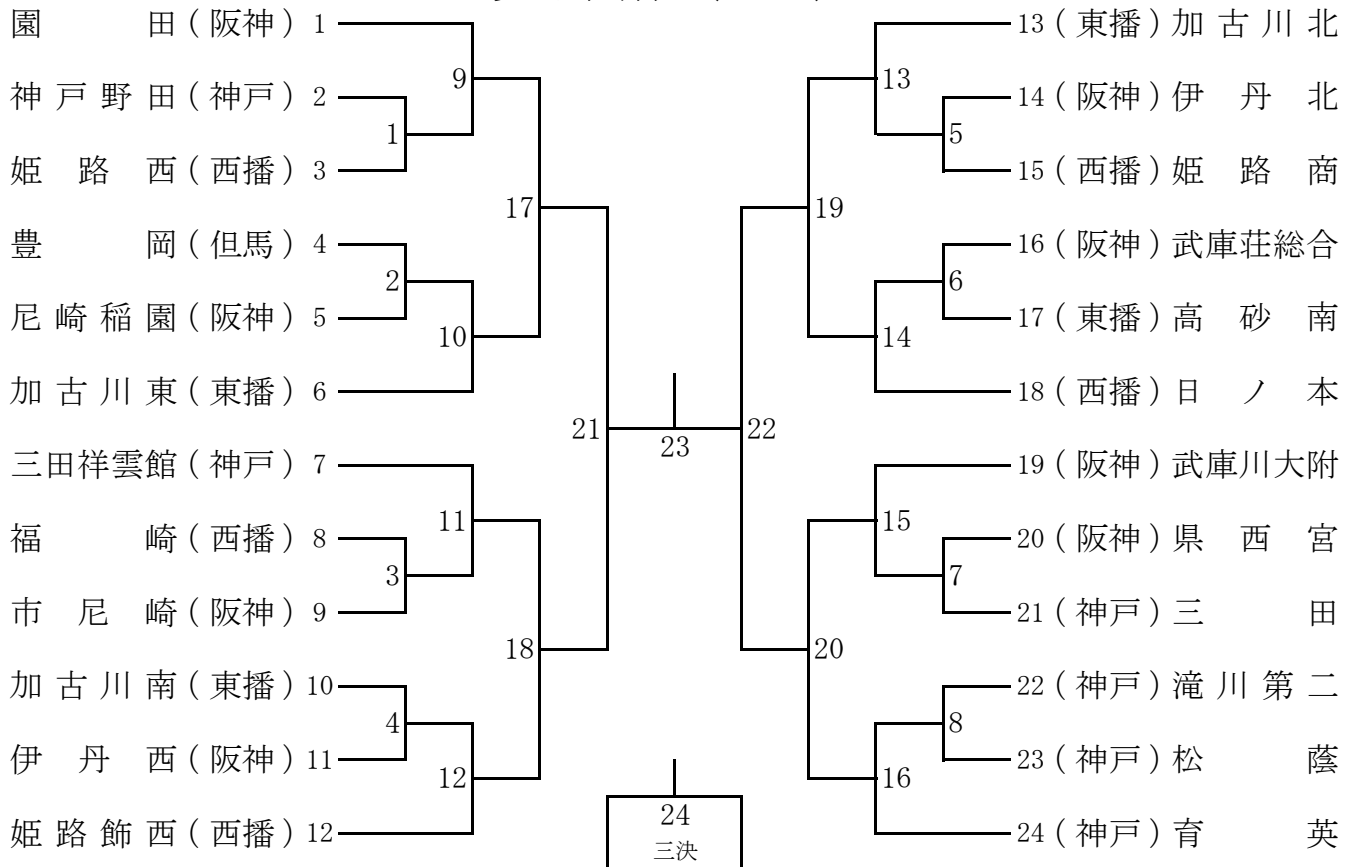 園田(阪神) 1
神戸野田(神戸) 2
姫路西(西播) 3
豊岡(但馬) 4
尼崎稲園(阪神) 5
加古川東(東播) 6
三田祥雲館(神戸) 7
福崎(西播) 8
市尼崎(阪神) 9
加古川南(東播) 10
伊丹西(阪神) 11
姫路飾西(西播) 12
9
1
17
2
10
21
11
3
18
4
12
23
24
三決
13
5
19
6
14
22
15
7
20
8
16
13(東播)加古川北
14(阪神)伊丹北
15(西播)姫路商
16(阪神)武庫荘総合
17(東播)高砂南
18(西播)日ノ本
19(阪神)武庫川大附
20(阪神)県西宮
21(神戸)三田
22(神戸)滝川第二
23(神戸)松蔭
24(神戸)育英